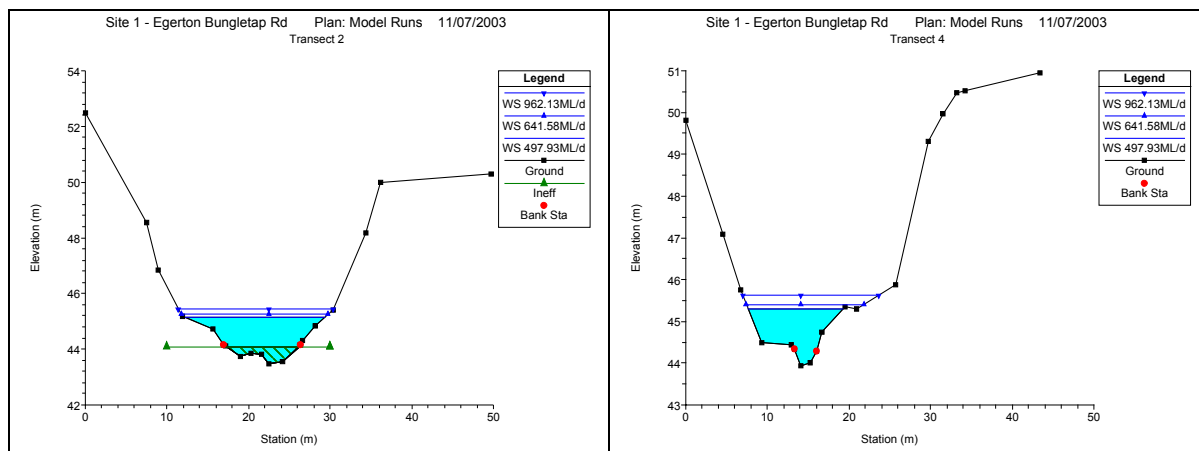 Site 1 - Egerton Bungletap Rd Plan: Model Runs 11/07/2003
Transect 2
54
52
50
48
46
44
42
Elevation (m)
0 10 20 30 40 50
Station (m)
Legend
WS 962.13ML/d
WS 641.58ML/d
WS 497.93ML/d
Ground
Ineff
Bank Sta
Site 1 - Egerton Bungletap Rd Plan: Model Runs 11/07/2003
Transect 4
51
50
49
48
47
46
45
44
43
Elevation (m)
0 10 20 30 40 50
Station (m)
Legend
WS 962.13ML/d
WS 641.58ML/d
WS 497.93ML/d
Ground
Bank Sta